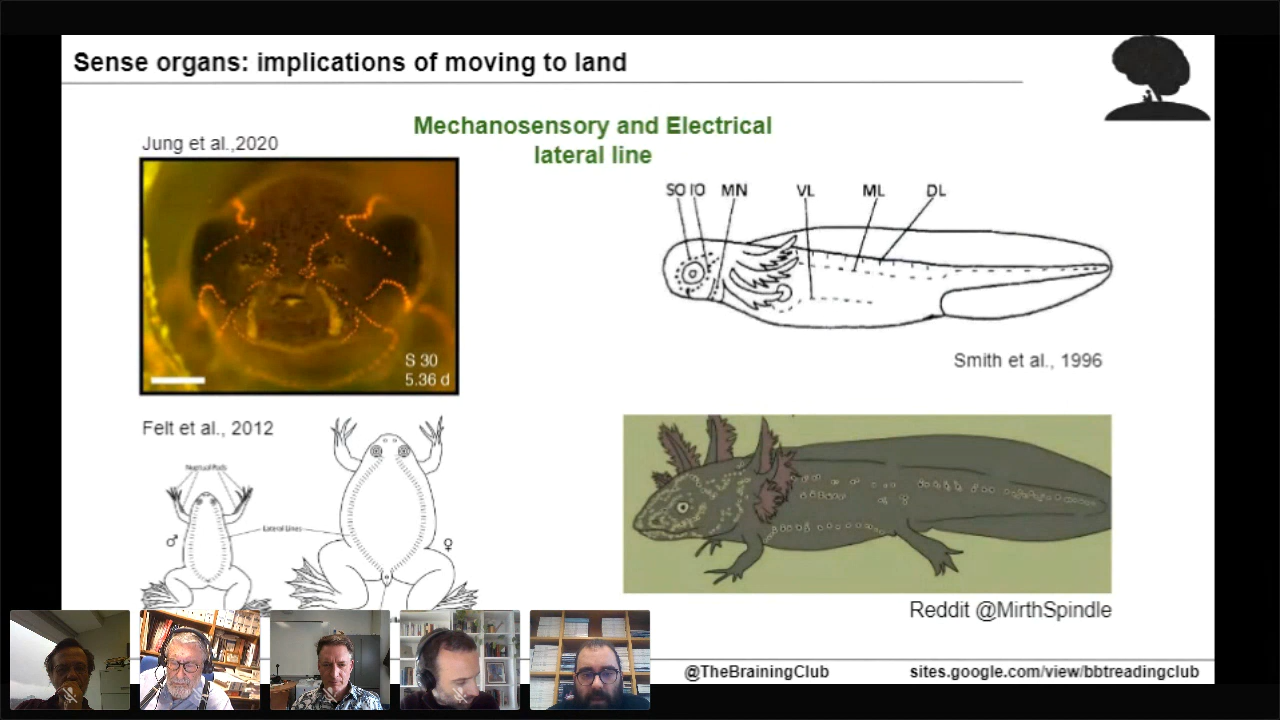 Sense organs: implications of moving to land
Mechanosensory and Electrical
lateral line
Jung et al.,2020
S 30
5.36 d
SO IO MN VL ML DL
Smith et al., 1996
Felt et al., 2012
Nuptual Pads
Lateral Lines
♂
♀
Reddit @MirthSpindle
@TheBrainingClub
sites.google.com/view/bbtreadingclub